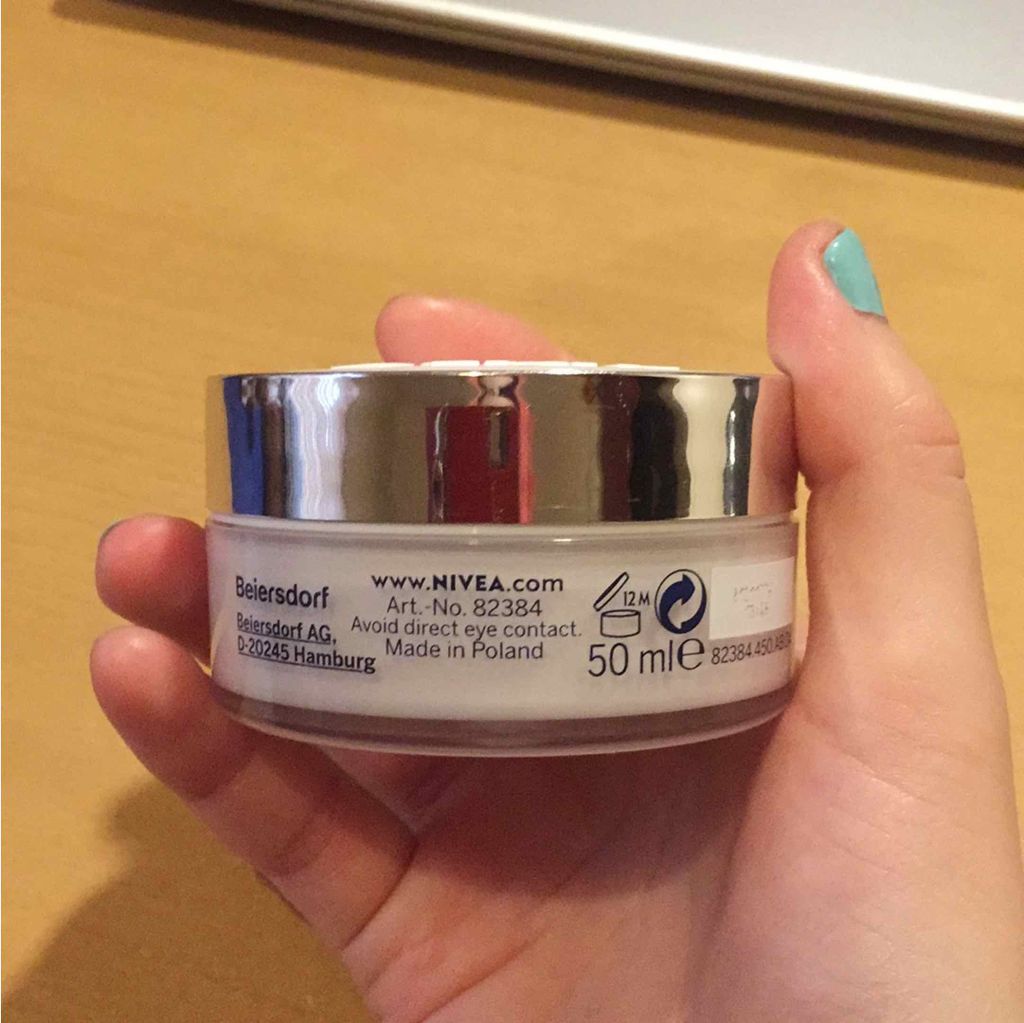 Beiersdorf
Beiersdorf AG,
D-20245 Hamburg
www.NIVEA.com
Art.-No. 82384
Avoid direct eye contact.
Made in Poland
12 M
50 ml e